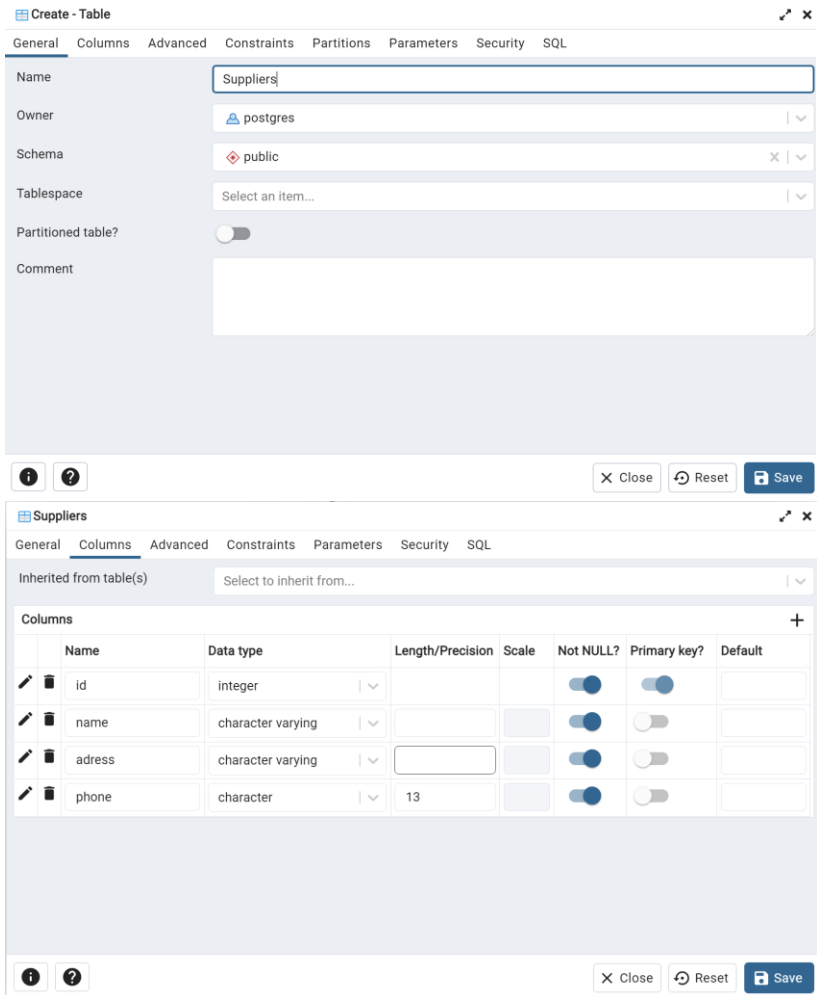 Create - Table
General Columns Advanced Constraints Partitions Parameters Security SQL
Name Suppliers
Owner postgres
Schema public
Tablespace Select an item...
Partitioned table?
Comment
Close Reset Save
Suppliers
General Columns Advanced Constraints Parameters Security SQL
Inherited from table(s) Select to inherit from...
Columns
Name Data type Length/Precision Scale Not NULL? Primary key? Default
id integer
name character varying
adress character varying
phone character 13
Close Reset Save